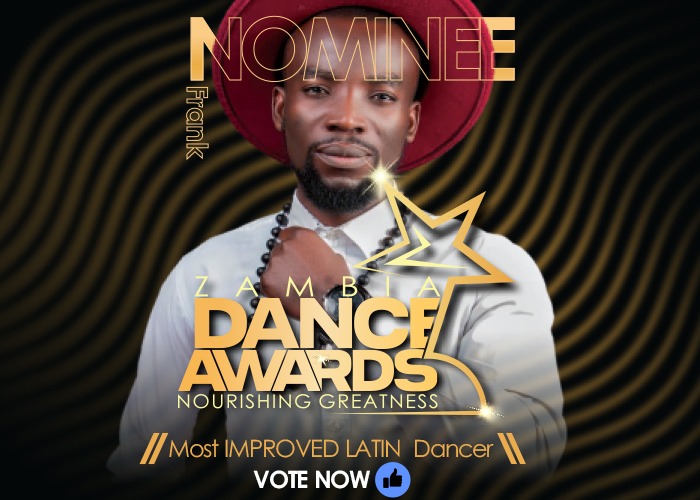 NOMINEE
Frank
ZAMBIA
DANCE
AWARDS
NOURISHING GREATNESS
Most IMPROVED LATIN Dancer
VOTE NOW